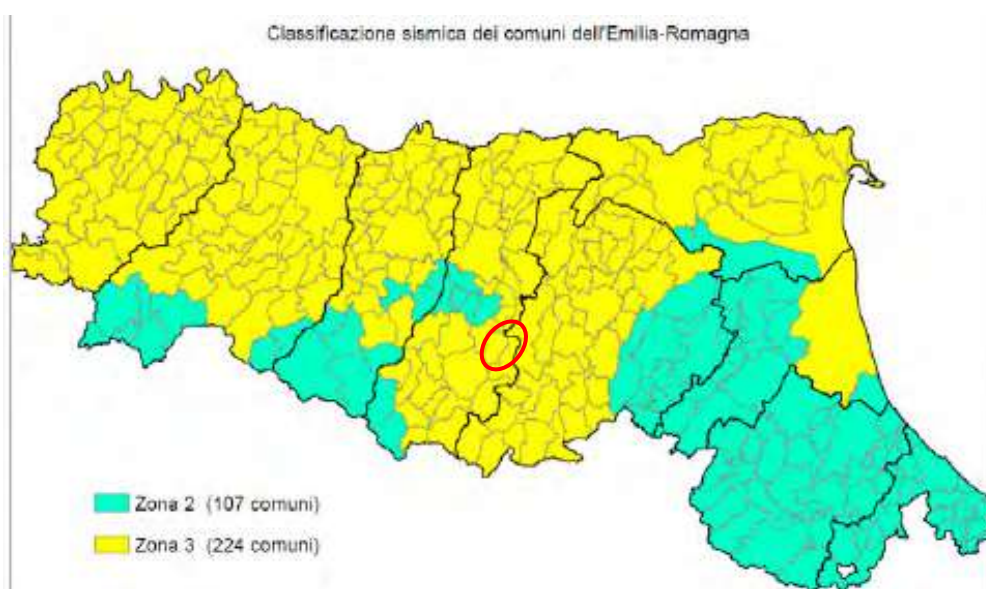 Classificazione sismica dei comuni dell'Emilia-Romagna
Zona 2 (107 comuni)
Zona 3 (224 comuni)